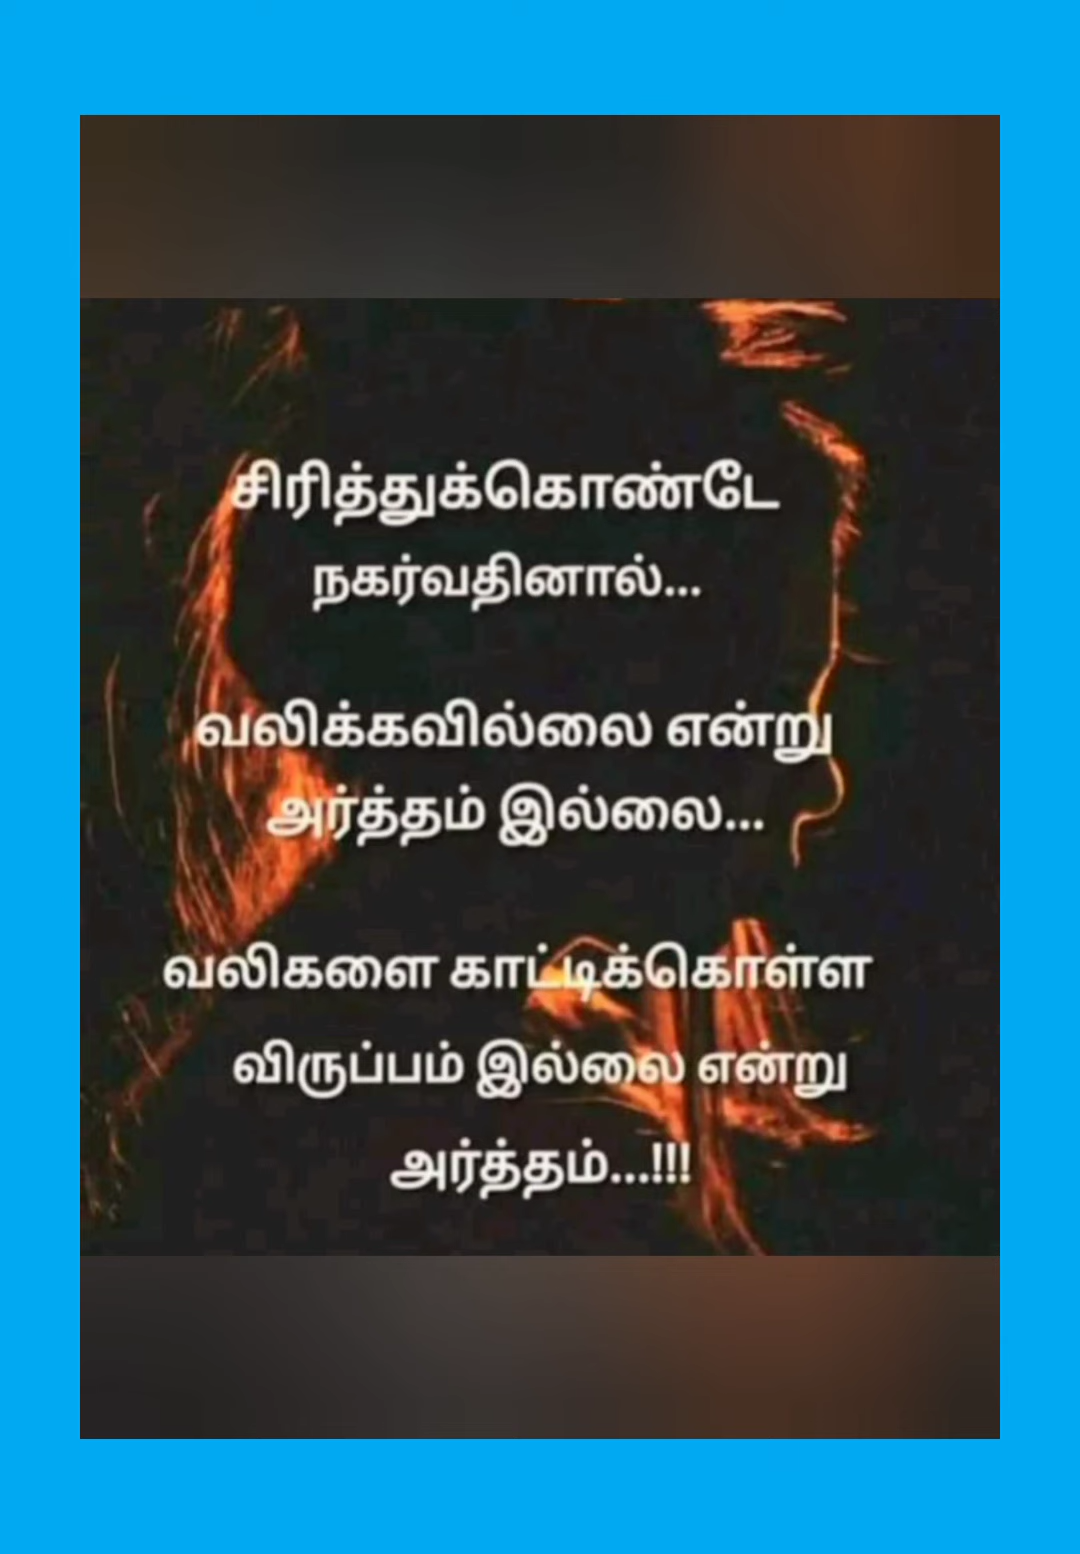 சிரித்துக்கொண்டே
நகர்வதினால்...
வலிக்கவில்லை என்று
அர்த்தம் இல்லை...
வலிகளை காட்டிக்கொள்ள
விருப்பம் இல்லை என்று
அர்த்தம்...!!!